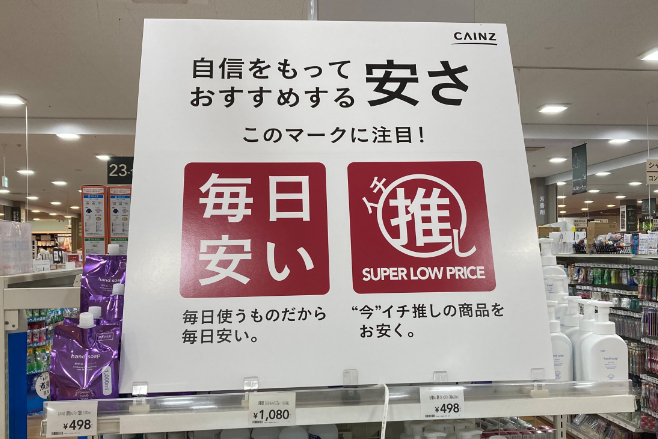 CAINZ
自信をもって
おすすめする 安さ
このマークに注目！
毎日
安い
イチ推し
SUPER LOW PRICE
毎日使うものだから
毎日安い。
“今”イチ推しの商品を
お安く。
23
hand soap
¥498
¥1,080
¥498